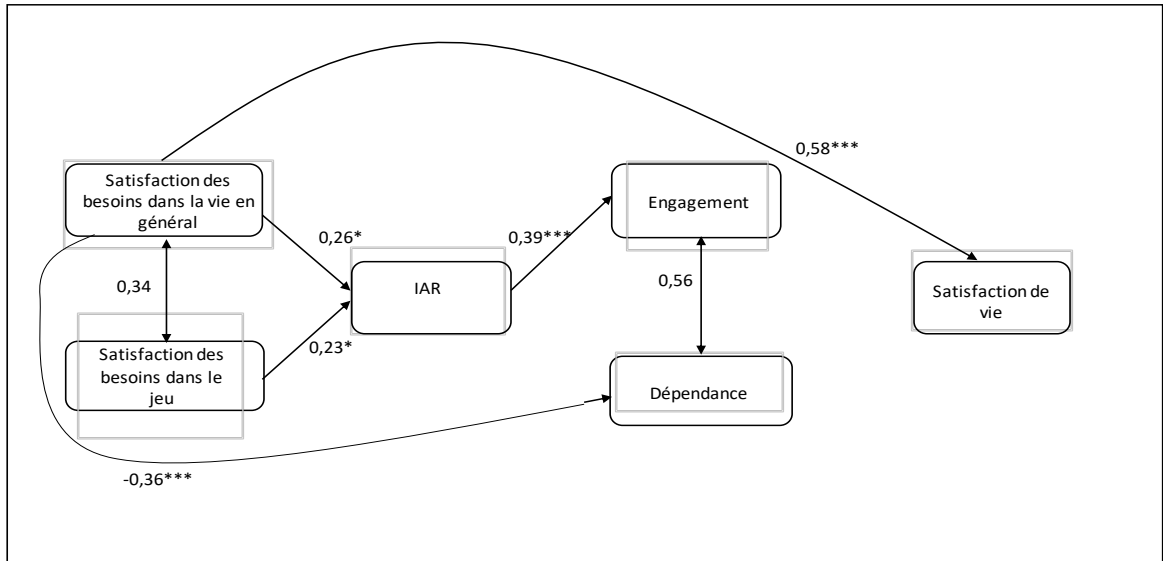 0,58***
Satisfaction des
besoins dans la vie en
général
Engagement
0,26*
0,39***
0,34
IAR
0,56
Satisfaction de
vie
0,23*
Satisfaction des
besoins dans le
jeu
Dépendance
-0,36***